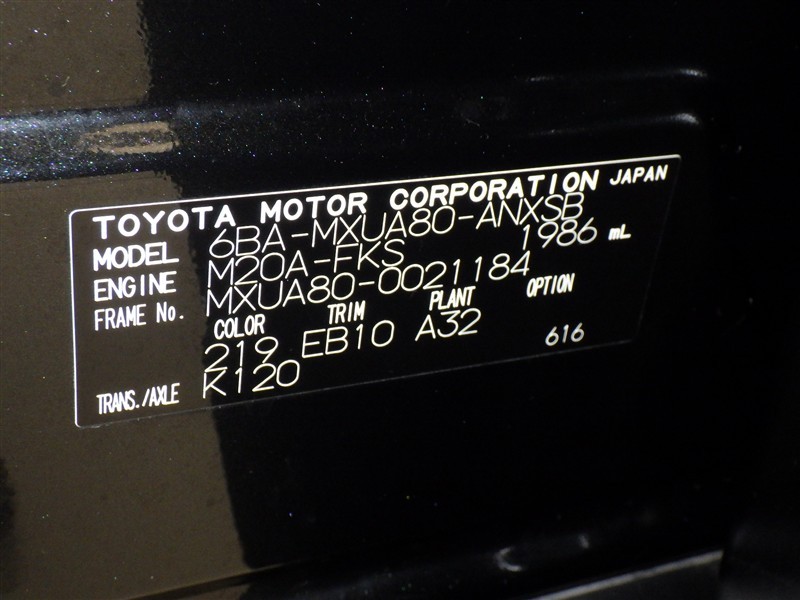 TOYOTA MOTOR CORPORATION JAPAN
MODEL 6BA-MXUA80-ANXSB
ENGINE M20A-FKS 1986 mL
FRAME No. MXUA80-0021184
COLOR TRIM PLANT OPTION
219 EB10 A32 616
TRANS./AXLE K120